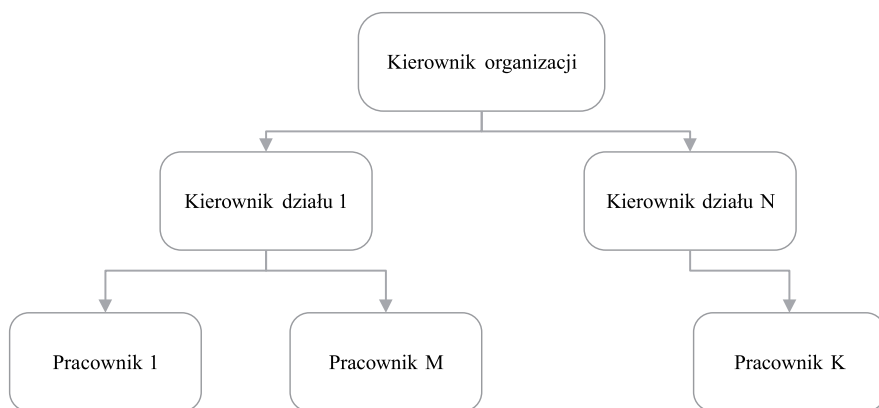 Kierownik organizacji
Kierownik działu 1
Kierownik działu N
Pracownik 1
Pracownik M
Pracownik K